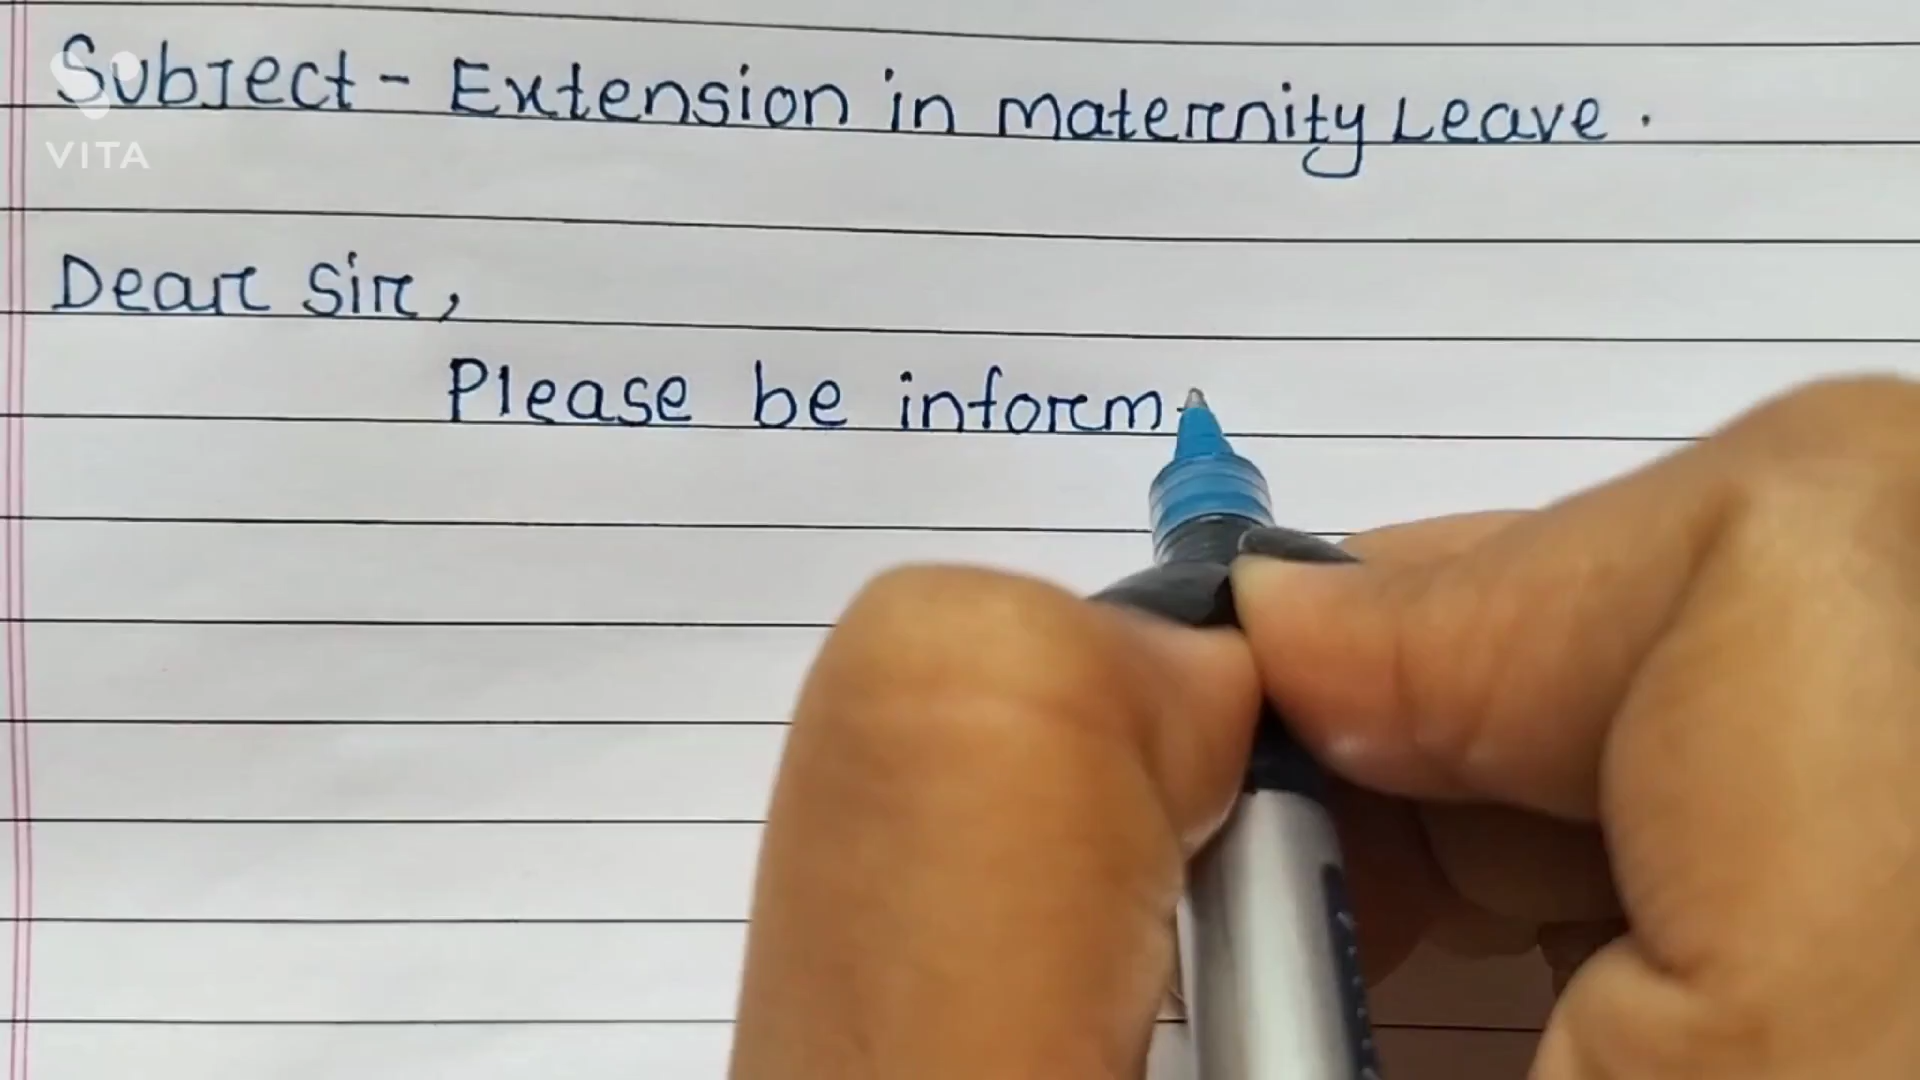 Subject - Extension in maternity Leave.
Dear Sir,
Please be inform
VITA